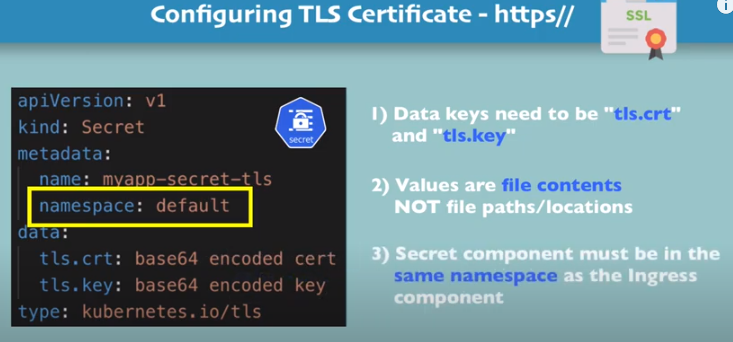 Configuring TLS Certificate - https//
SSL
i
apiVersion: v1
kind: Secret
metadata:
name: myapp-secret-tls
namespace: default
data:
tls.crt: base64 encoded cert
tls.key: base64 encoded key
type: kubernetes.io/tls
secret
1) Data keys need to be "tls.crt"
and "tls.key"
2) Values are file contents
NOT file paths/locations
3) Secret component must be in the
same namespace as the Ingress
component